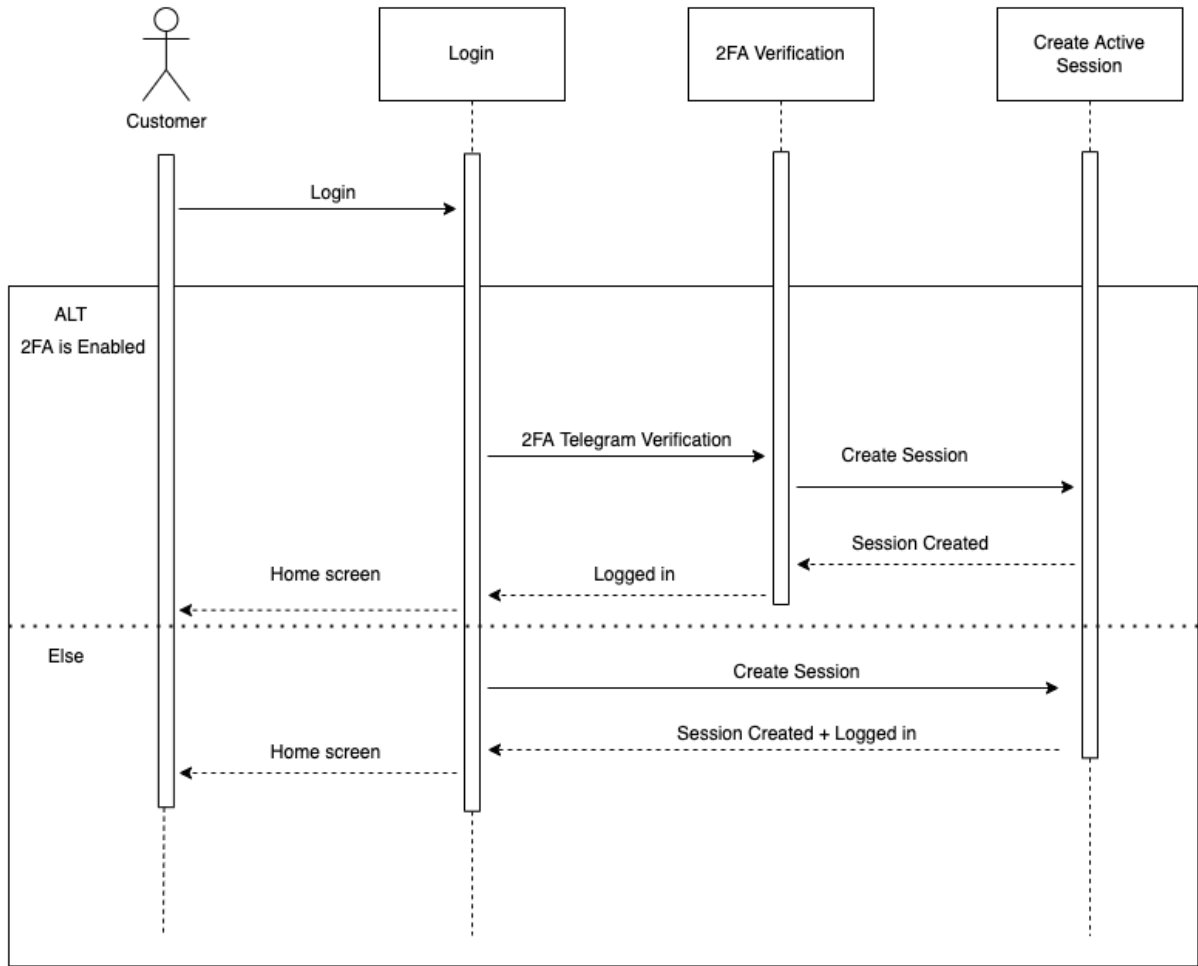 Login
2FA Verification
Create Active
Session
Customer
Login
ALT
2FA is Enabled
2FA Telegram Verification
Create Session
Session Created
Home screen
Logged in
Else
Create Session
Session Created + Logged in
Home screen